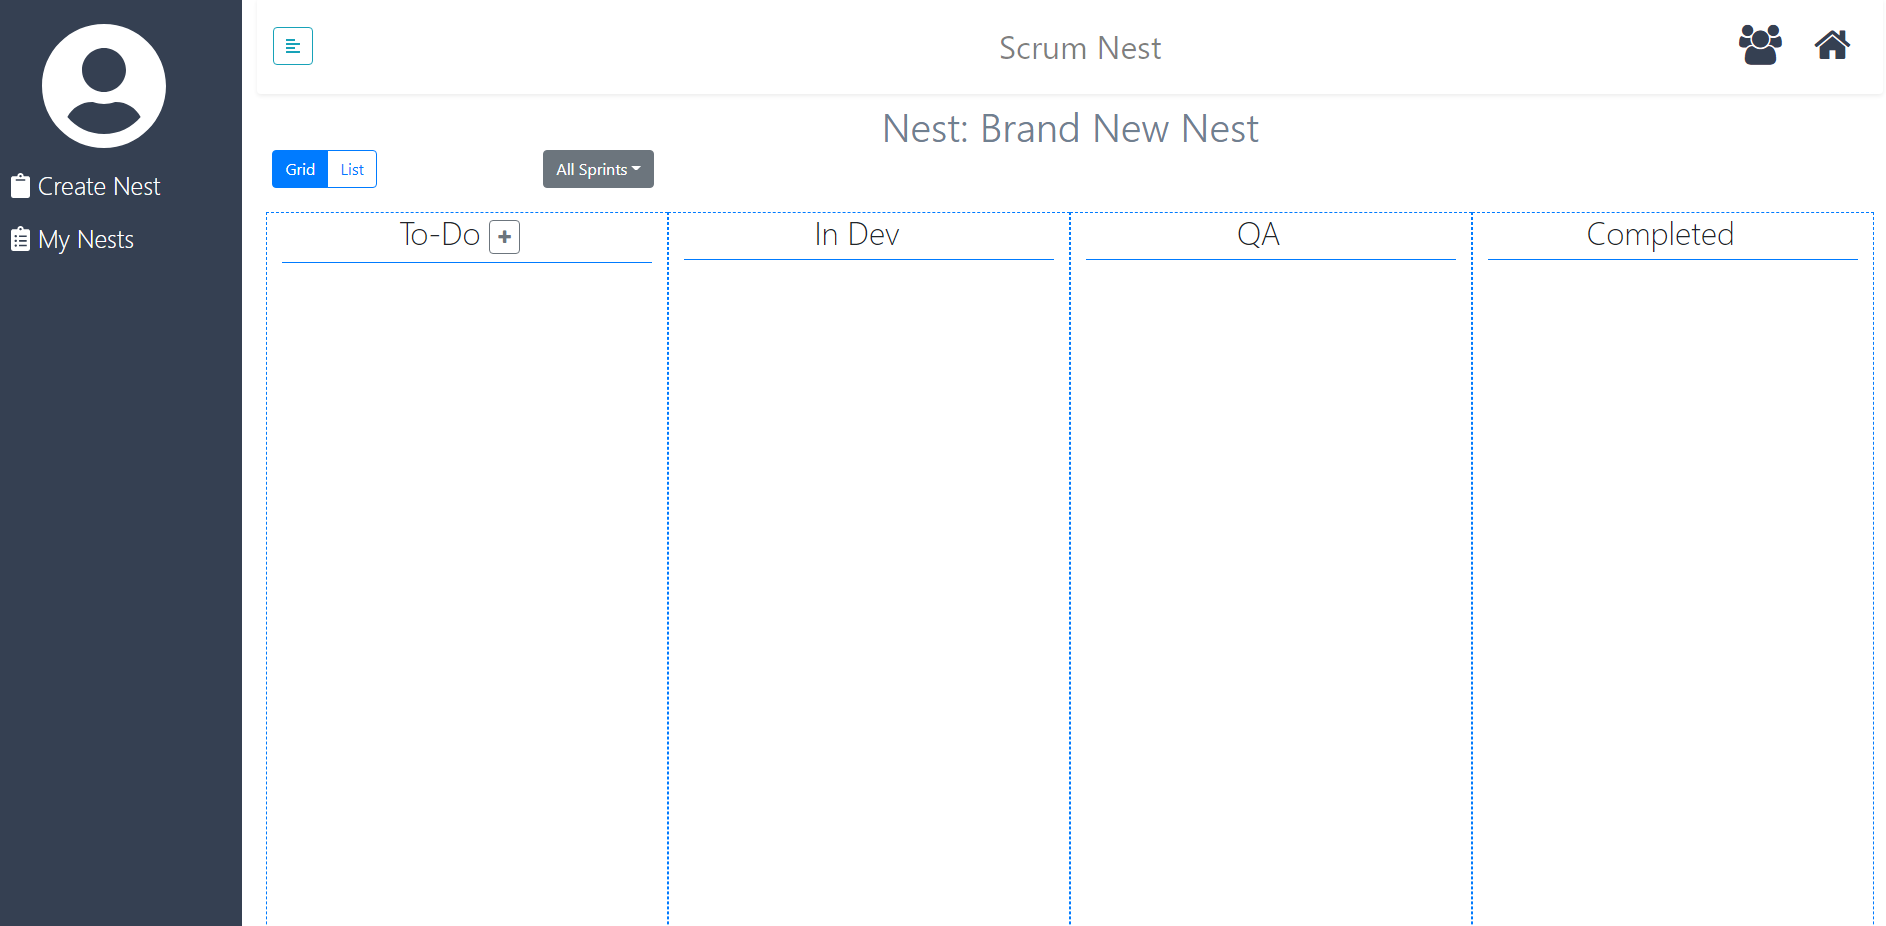 Create Nest
My Nests
Scrum Nest
Nest: Brand New Nest
Grid List All Sprints
To-Do
In Dev
QA
Completed